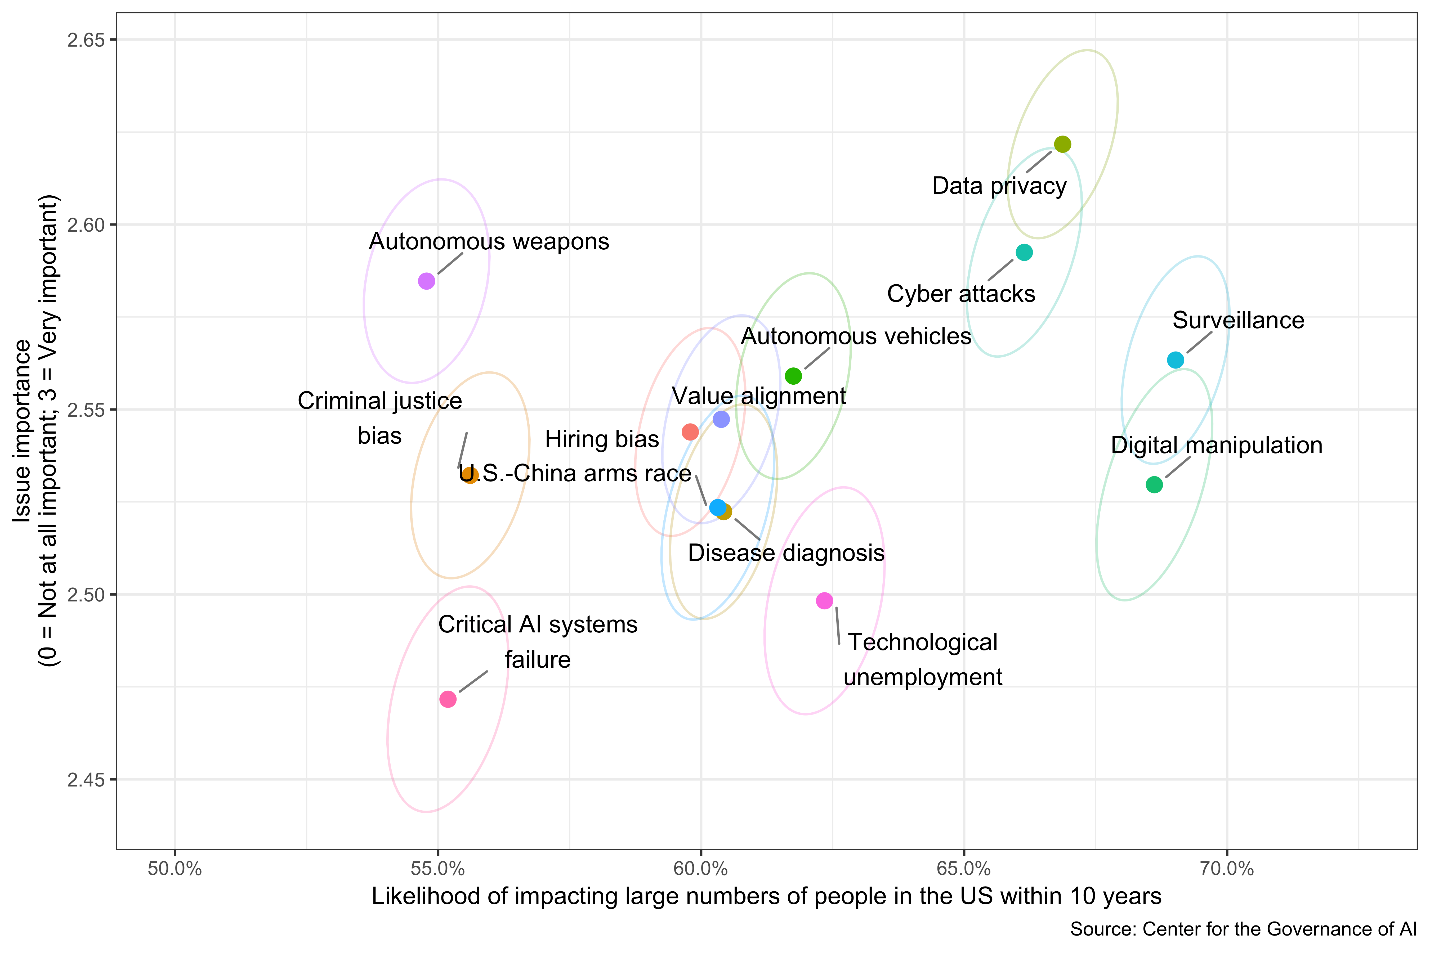 Issue importance
(0 = Not at all important; 3 = Very important)
2.65
2.60
2.55
2.50
2.45
Data privacy
Autonomous weapons
Cyber attacks
Surveillance
Autonomous vehicles
Value alignment
Criminal justice
bias
Hiring bias
Digital manipulation
U.S.-China arms race
Disease diagnosis
Critical AI systems
failure
Technological
unemployment
50.0%
55.0%
60.0%
65.0%
70.0%
Likelihood of impacting large numbers of people in the US within 10 years
Source: Center for the Governance of AI